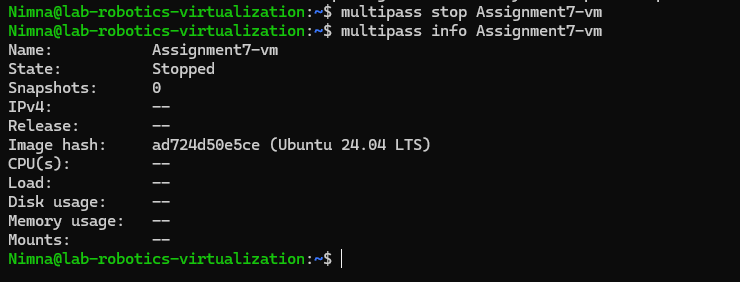 Nimna@lab-robotics-virtualization:~$ multipass stop Assignment7-vm
Nimna@lab-robotics-virtualization:~$ multipass info Assignment7-vm
Name:           Assignment7-vm
State:          Stopped
Snapshots:      0
IPv4:           --
Release:        --
Image hash:     ad724d50e5ce (Ubuntu 24.04 LTS)
CPU(s):         --
Load:           --
Disk usage:     --
Memory usage:   --
Mounts:         --
Nimna@lab-robotics-virtualization:~$